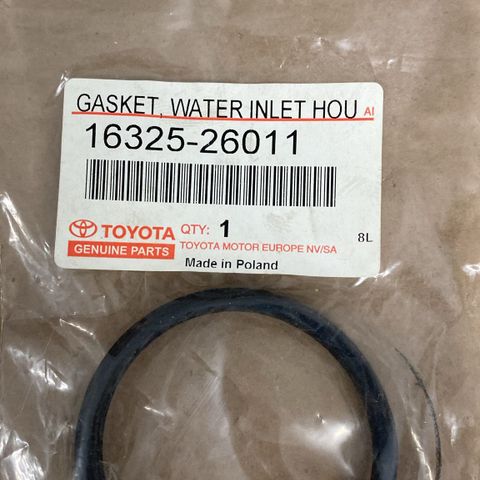 GASKET, WATER INLET HOU AI
16325-26011
TOYOTA
GENUINE PARTS
QTY: 1
TOYOTA MOTOR EUROPE NV/SA
8L
Made in Poland